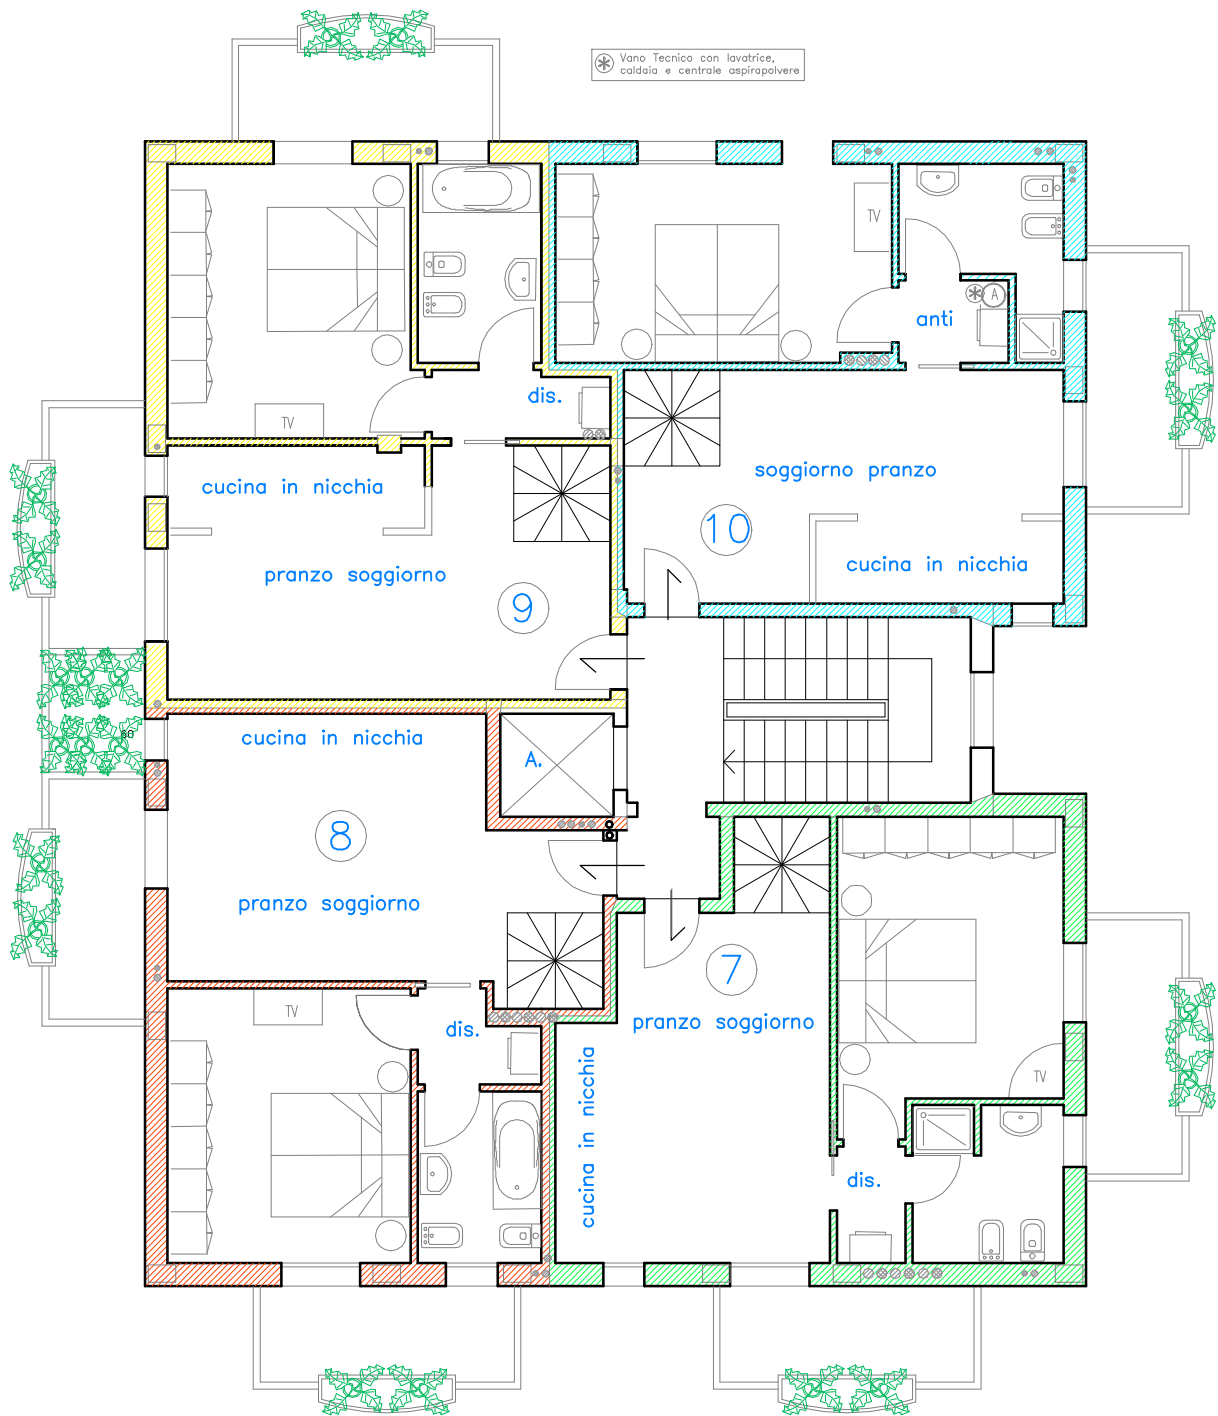 Vano Tecnico con lavatrice,
caldaia e centrale aspirapolvere
TV
A
anti
dis.
TV
cucina in nicchia
soggiorno pranzo
10
pranzo soggiorno
cucina in nicchia
9
60
cucina in nicchia
A.
8
pranzo soggiorno
7
TV
dis.
pranzo soggiorno
cucina in nicchia
TV
dis.